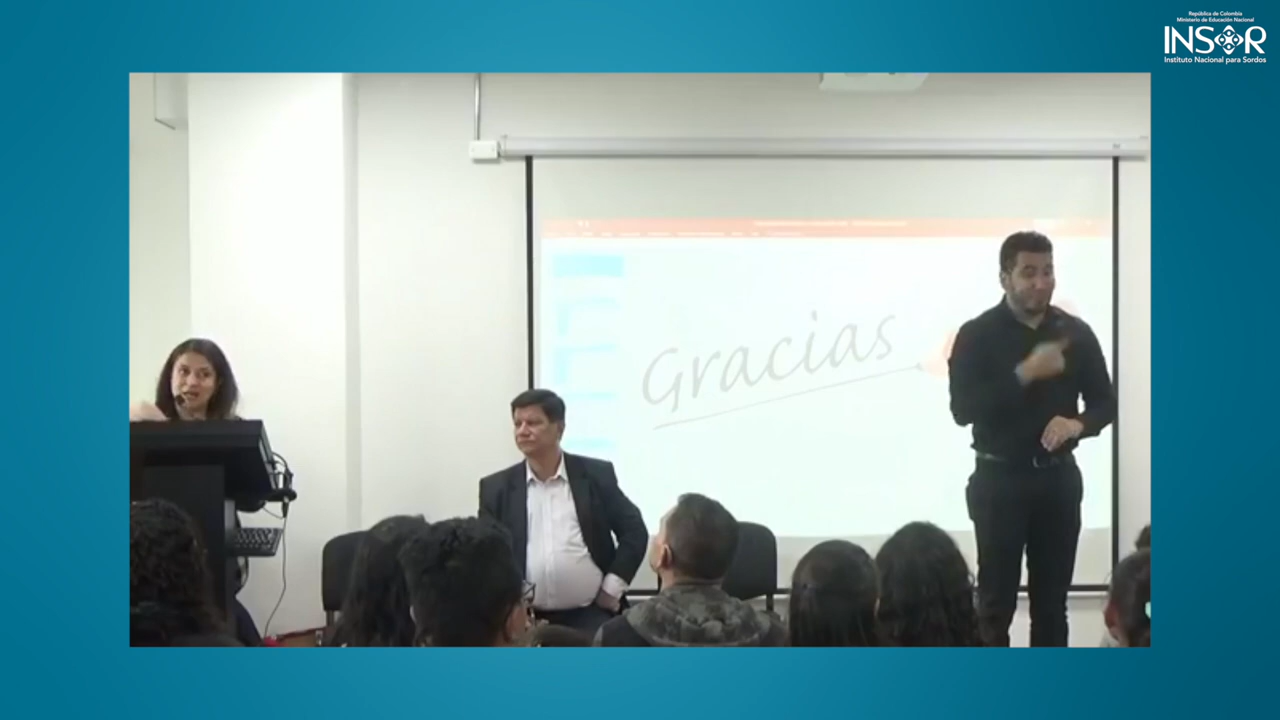 República de Colombia
Ministerio de Educación Nacional
INSOR
Instituto Nacional para Sordos
Gracias